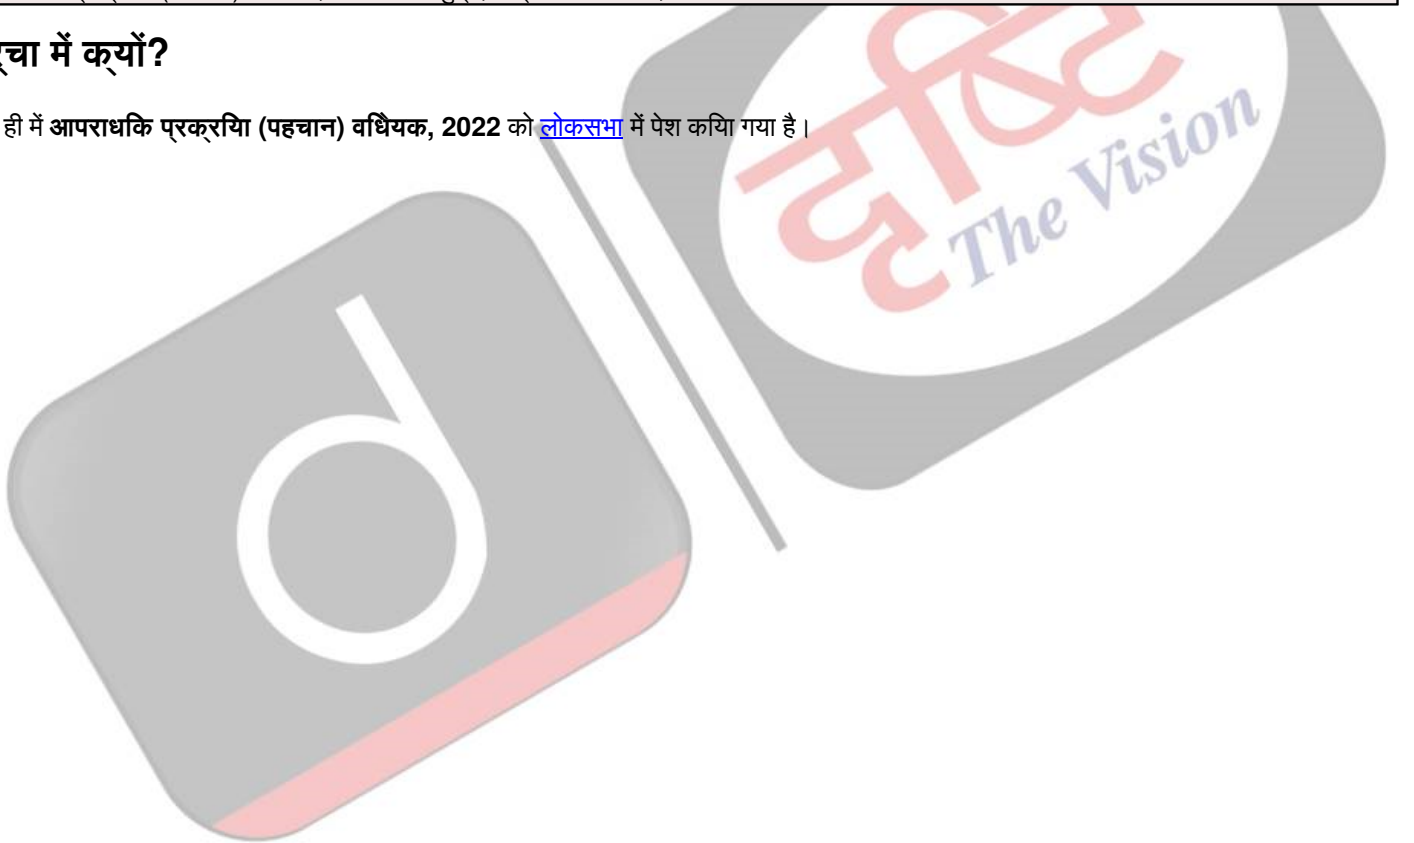 र्चा में क्यों?
ही में आपराधिक प्रक्रिया (पहचान) विधेयक, 2022 को लोकसभा में पेश किया गया है।
दृष्टि
The Vision
d